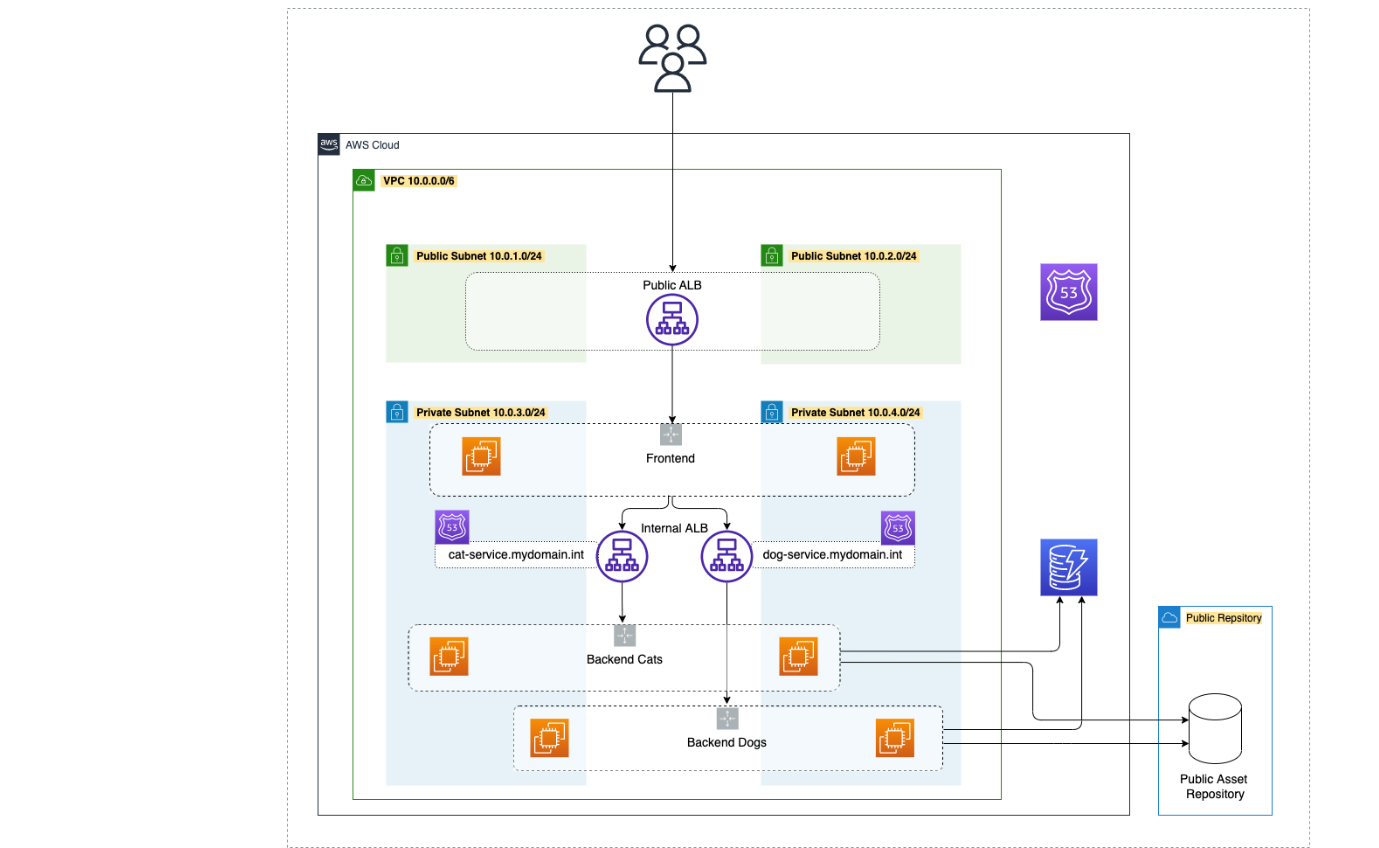 aws
AWS Cloud
VPC 10.0.0.0/6
Public Subnet 10.0.1.0/24
Public Subnet 10.0.2.0/24
Public ALB
53
Private Subnet 10.0.3.0/24
Private Subnet 10.0.4.0/24
Frontend
53
Internal ALB
53
cat-service.mydomain.int
dog-service.mydomain.int
Public Repsitory
Backend Cats
Backend Dogs
Public Asset
Repository